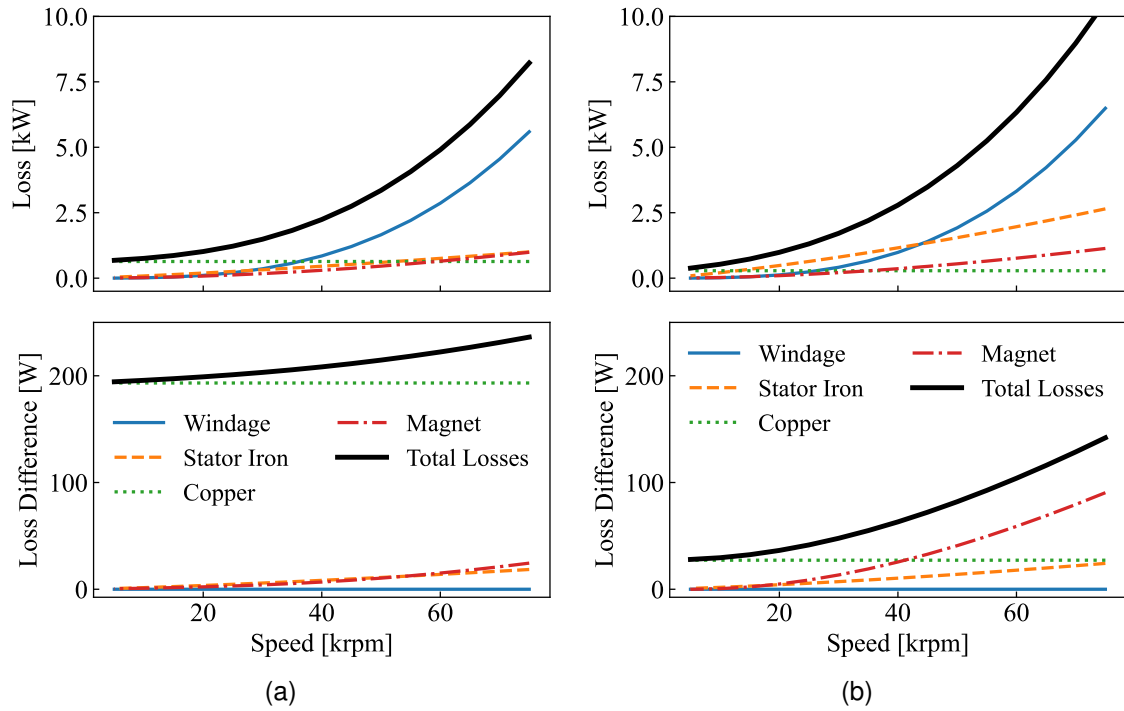 10.0
7.5
5.0
2.5
0.0
Loss [kW]
10.0
7.5
5.0
2.5
0.0
Loss [kW]
200
100
0
Loss Difference [W]
Windage
Stator Iron
Copper
Magnet
Total Losses
20
40
60
Speed [krpm]
(a)
200
100
0
Loss Difference [W]
Windage
Stator Iron
Copper
Magnet
Total Losses
20
40
60
Speed [krpm]
(b)